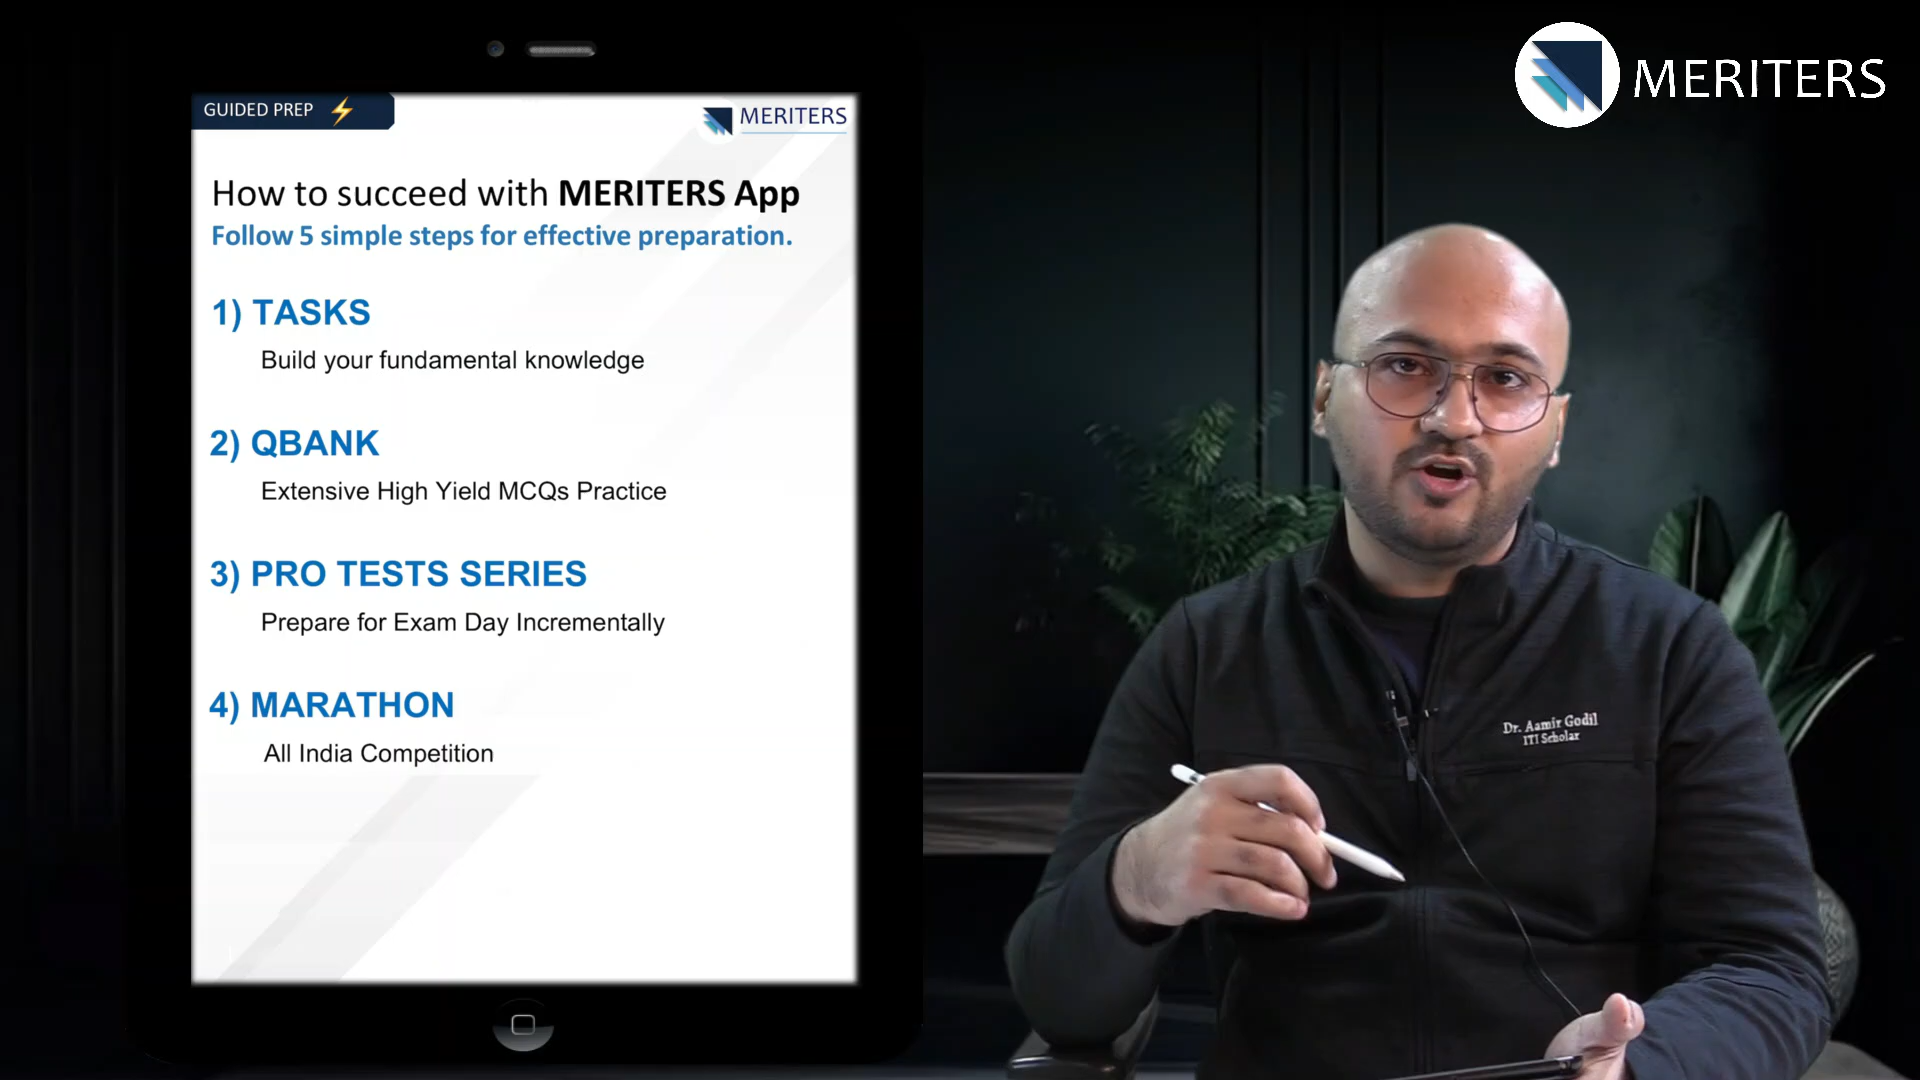 GUIDED PREP
MERITERS
How to succeed with MERITERS App
Follow 5 simple steps for effective preparation.
1) TASKS
Build your fundamental knowledge
2) QBANK
Extensive High Yield MCQs Practice
3) PRO TESTS SERIES
Prepare for Exam Day Incrementally
4) MARATHON
All India Competition
MERITERS
Dr. Aamir Godil
ITI Scholar